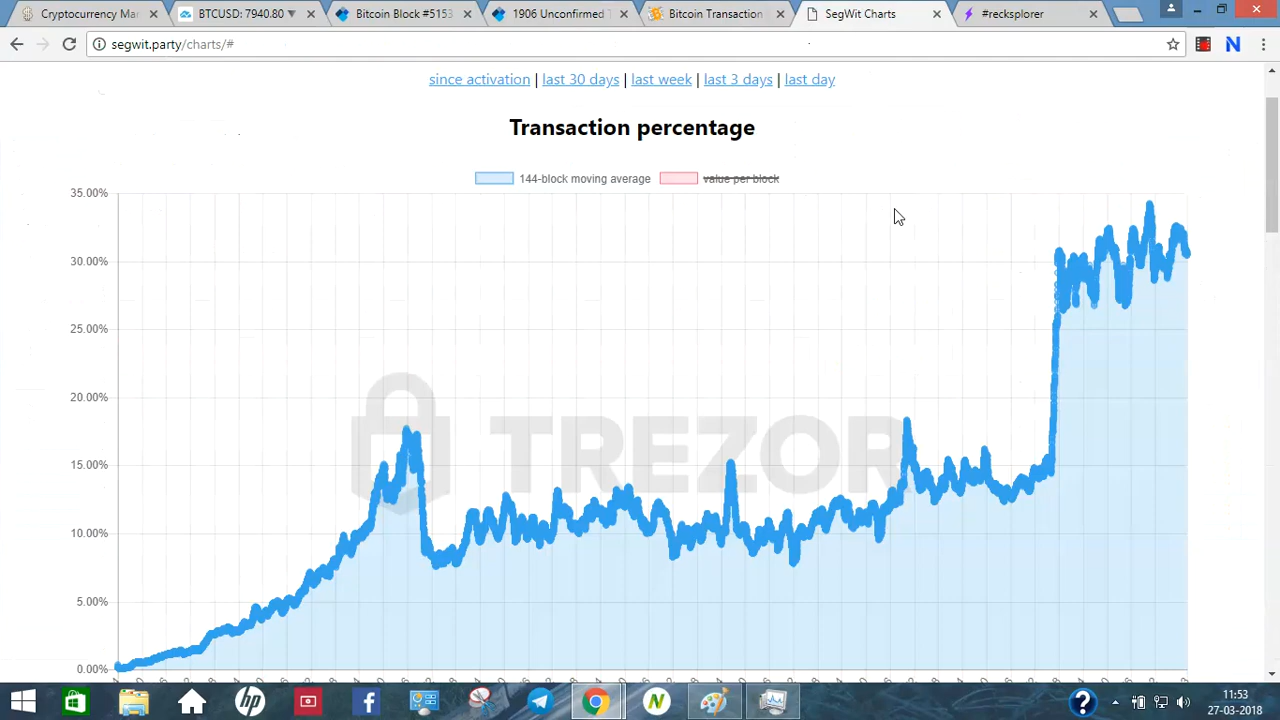 Cryptocurrency Mar
BTCUSD: 7940.80 ▼
Bitcoin Block #5153
1906 Unconfirmed T
Bitcoin Transaction
SegWit Charts
#recksplorer
segwit.party/charts/#
since activation | last 30 days | last week | last 3 days | last day
Transaction percentage
144-block moving average value per block
35.00%
30.00%
25.00%
20.00%
15.00%
10.00%
5.00%
0.00%
TREZOR
11:53
27-03-2018